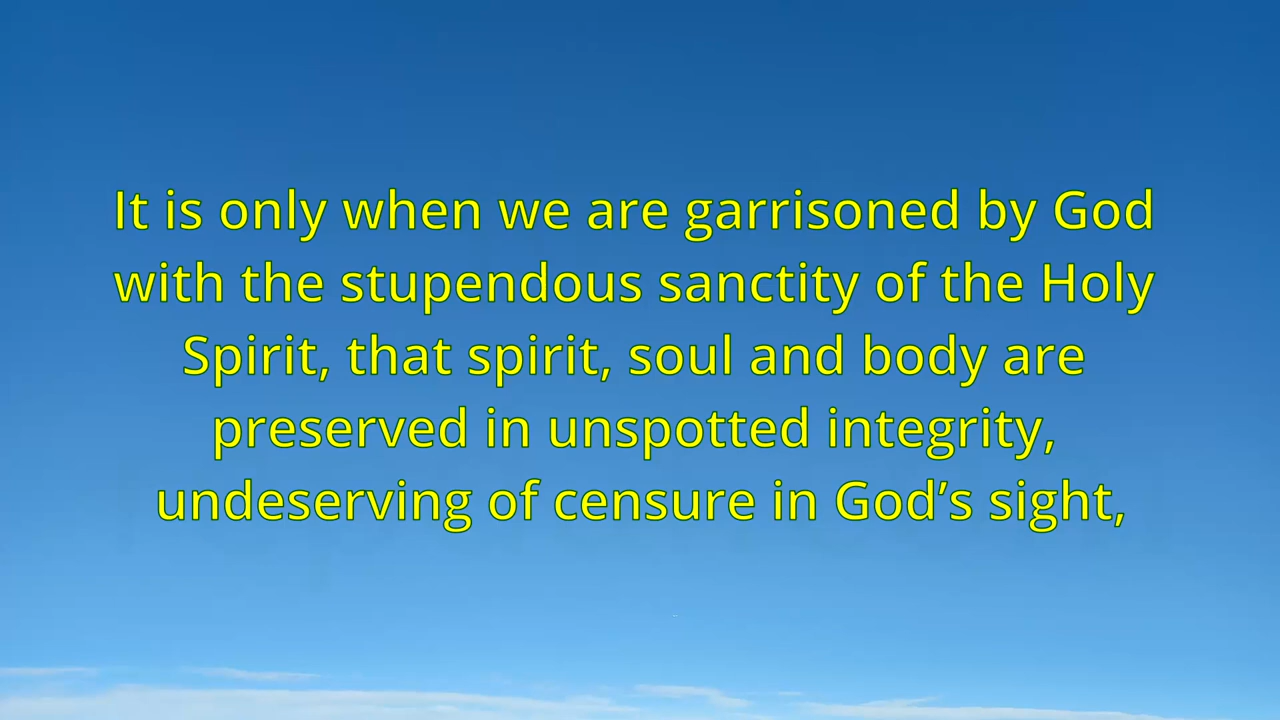 It is only when we are garrisoned by God
with the stupendous sanctity of the Holy
Spirit, that spirit, soul and body are
preserved in unspotted integrity,
undeserving of censure in God’s sight,